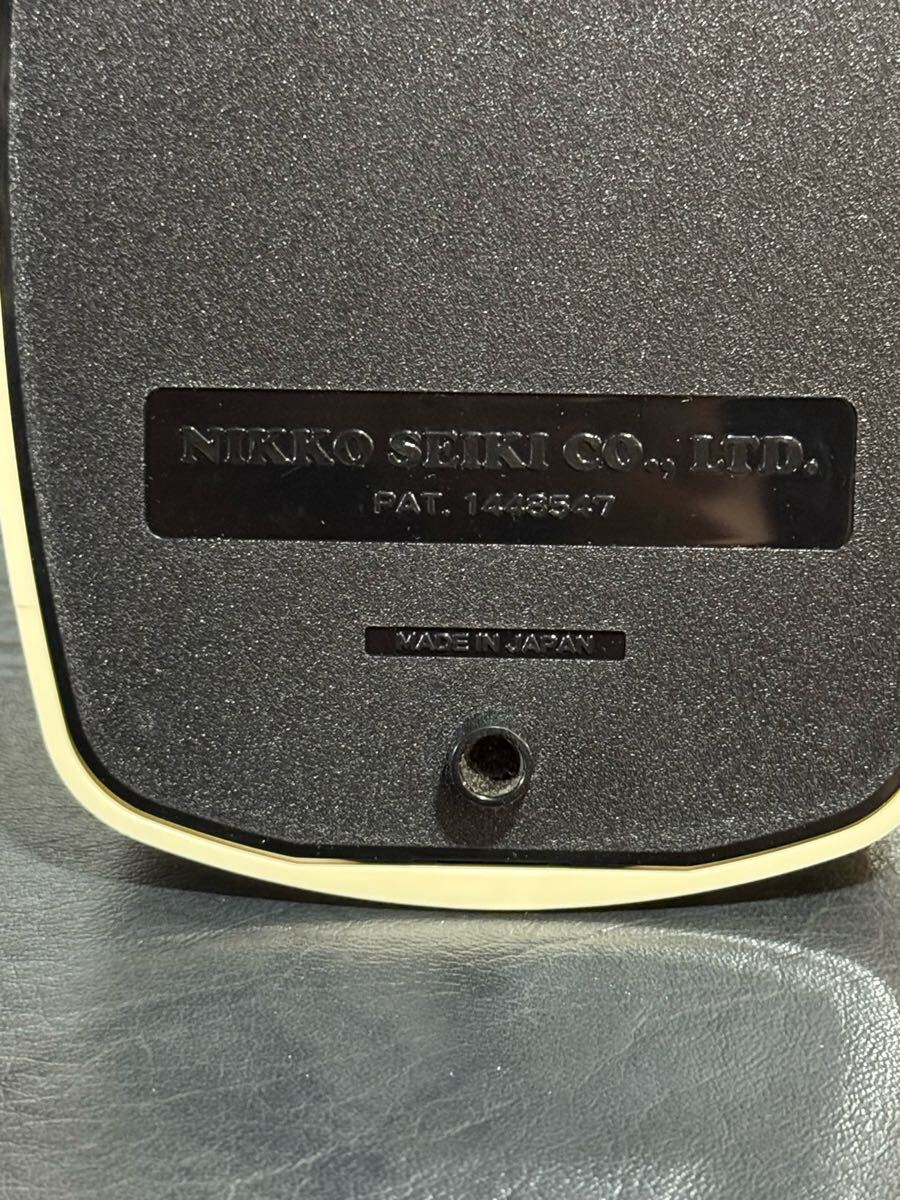 NIKKO SEIKI CO., LTD.
PAT. 1448547
MADE IN JAPAN